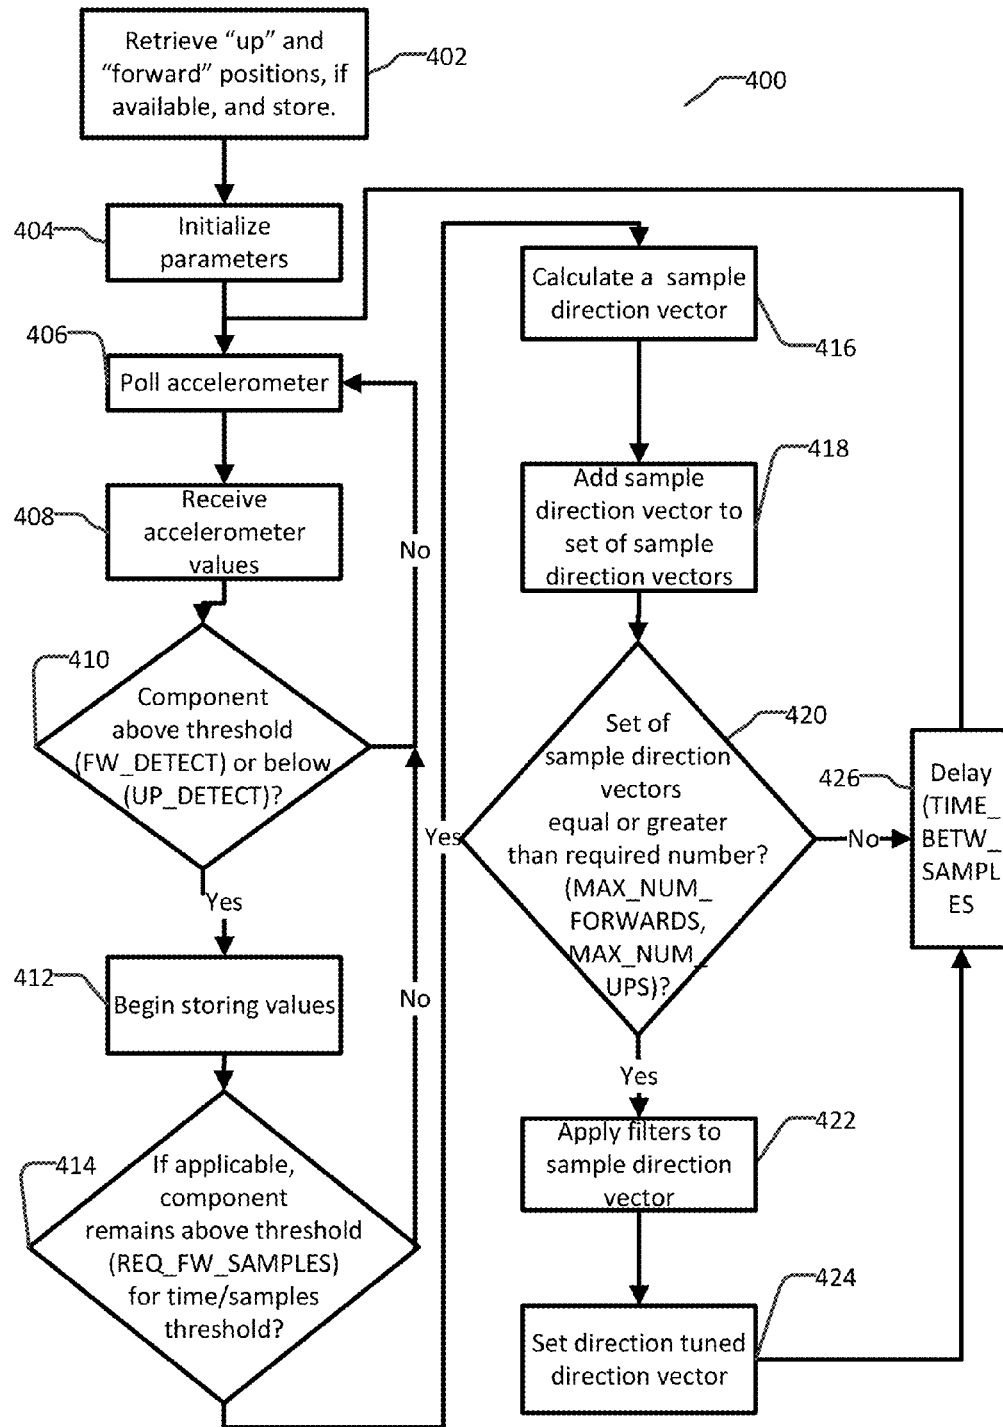 Retrieve “up” and
“forward” positions, if
available, and store.
402
400
404
Initialize
parameters
406
Poll accelerometer
408
Receive
accelerometer
values
No
410
Component
above threshold
(FW_DETECT) or below
(UP_DETECT)?
Yes
412
Begin storing values
No
414
If applicable,
component
remains above threshold
(REQ_FW_SAMPLES)
for time/samples
threshold?
Yes
Calculate a sample
direction vector
416
418
Add sample
direction vector to
set of sample
direction vectors
420
Set of
sample direction
vectors
equal or greater
than required number?
(MAX_NUM_
FORWARDS,
MAX_NUM_
UPS)?
No
426
Delay
(TIME_
BETW_
SAMPL
ES
Yes
422
Apply filters to
sample direction
vector
424
Set direction tuned
direction vector